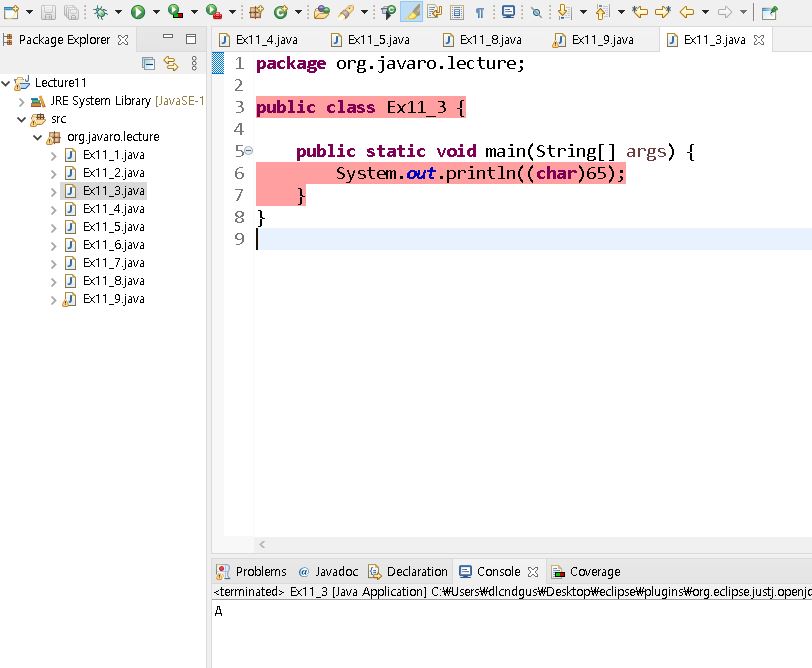 Package Explorer
Ex11_4.java
Ex11_5.java
Ex11_8.java
Ex11_9.java
Ex11_3.java
Lecture11
JRE System Library [JavaSE-1
src
org.javaro.lecture
Ex11_1.java
Ex11_2.java
Ex11_3.java
Ex11_4.java
Ex11_5.java
Ex11_6.java
Ex11_7.java
Ex11_8.java
Ex11_9.java
1 package org.javaro.lecture;
2
3 public class Ex11_3 {
4
5 public static void main(String[] args) {
6 System.out.println((char)65);
7 }
8 }
9
Problems @ Javadoc Declaration Console Coverage
<terminated> Ex11_3 [Java Application] C:₩Users₩dlcndgus₩Desktop₩eclipse₩plugins₩org.eclipse.justj.openjd
A